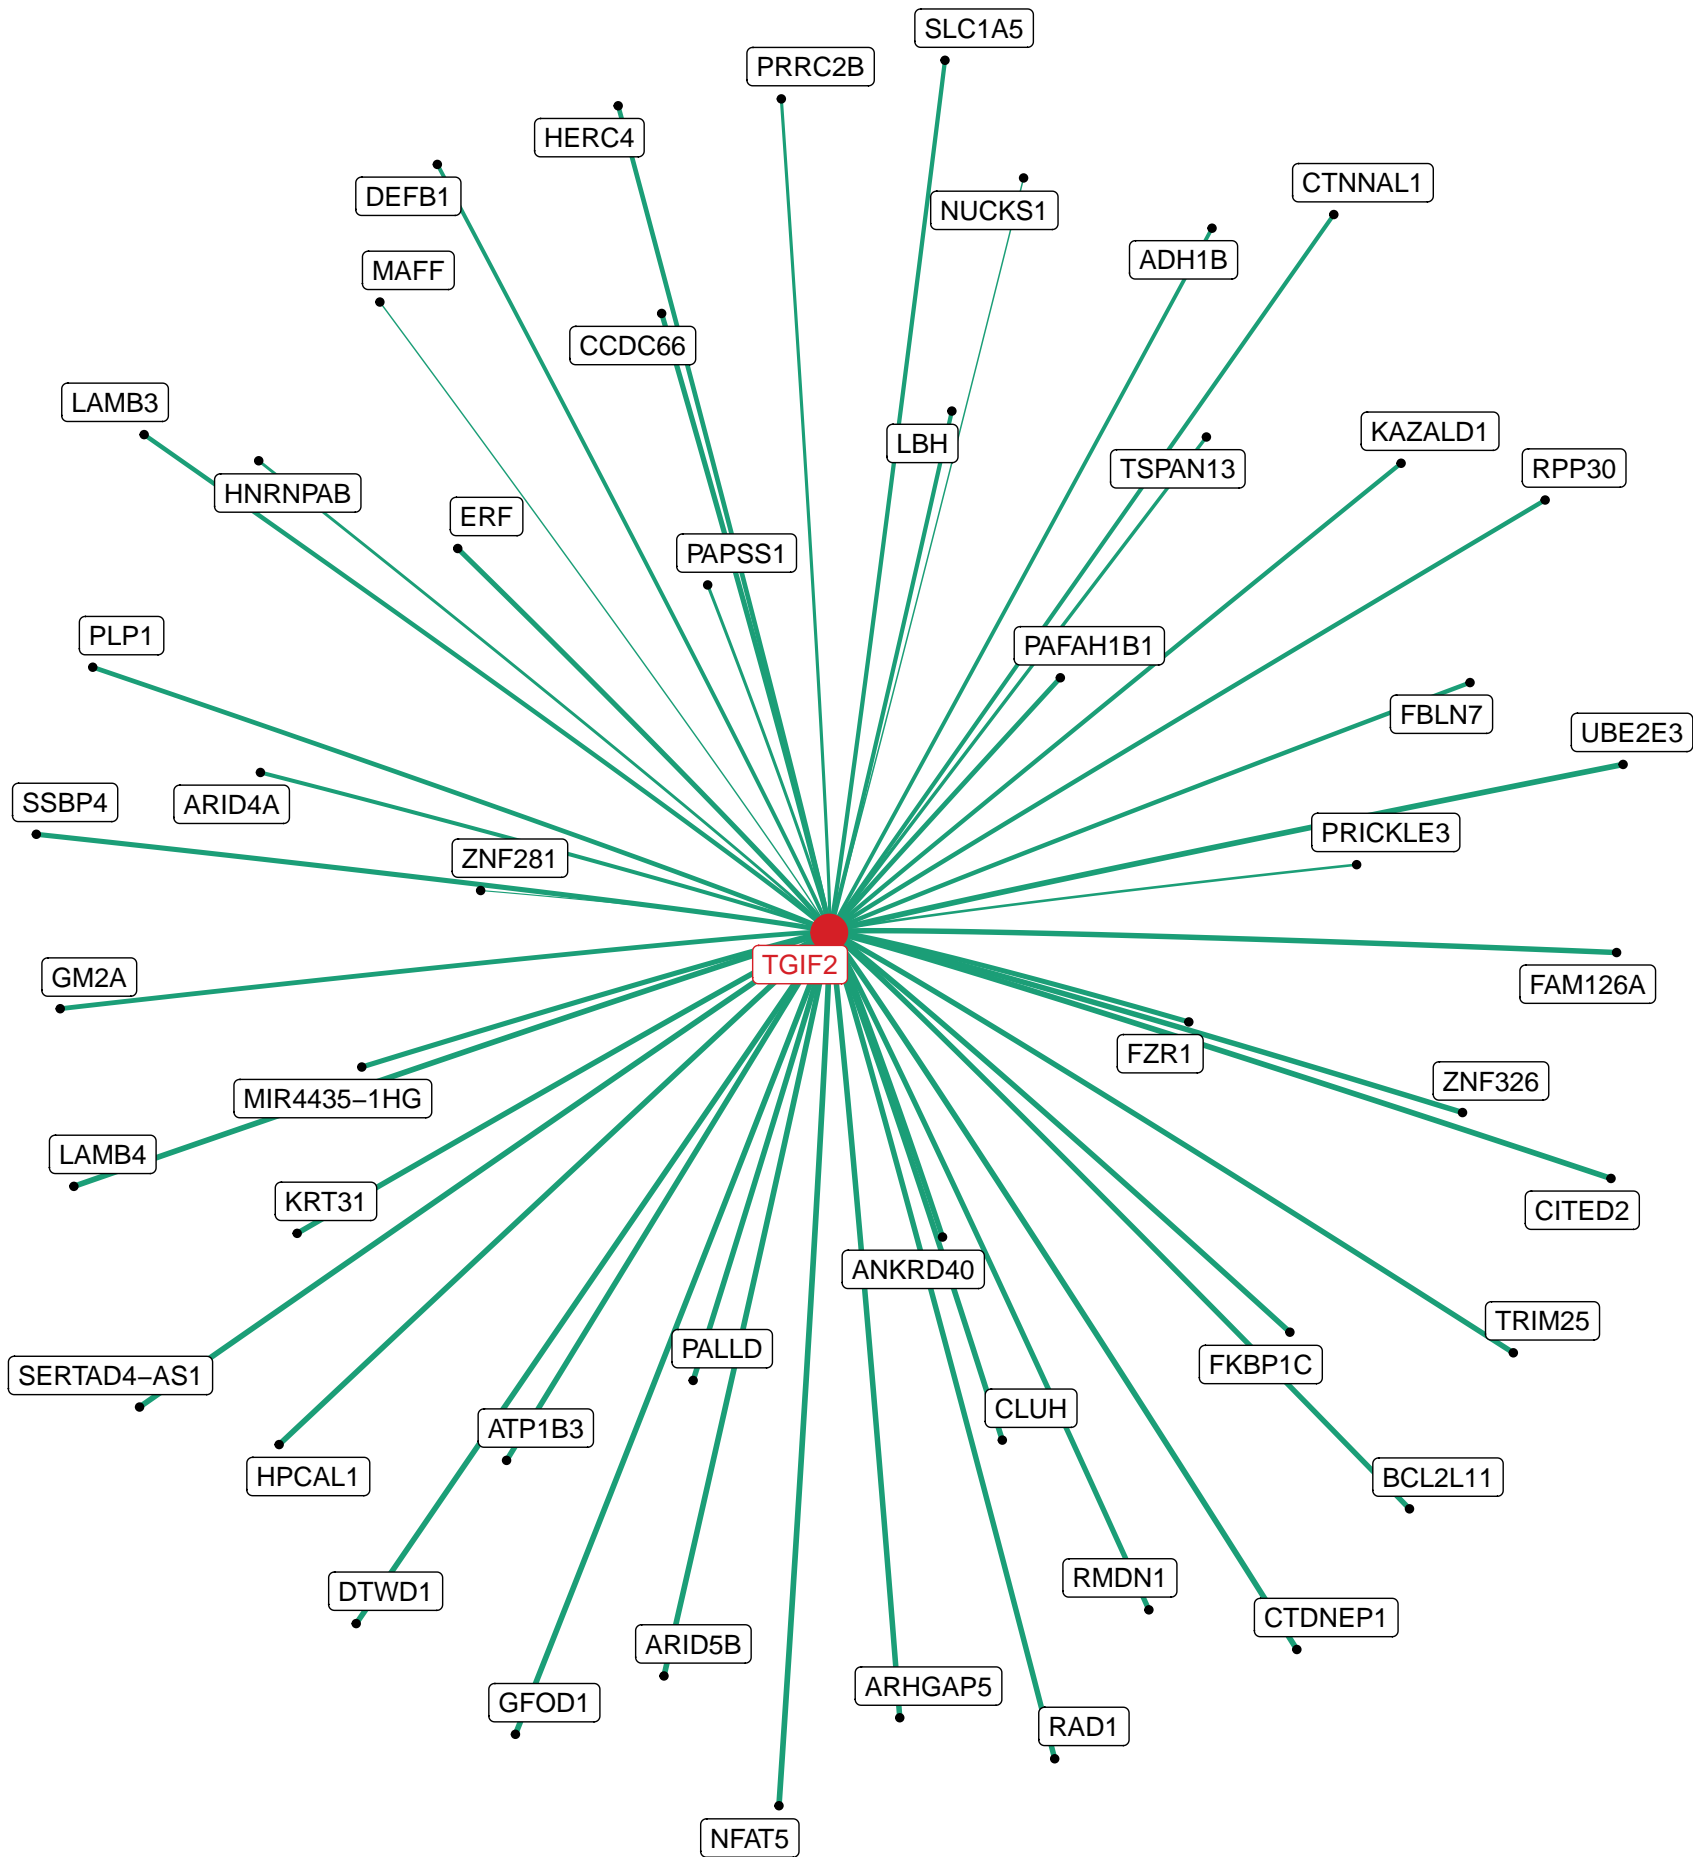 SLC1A5
PRRC2B
HERC4
CTNNAL1
DEFB1
NUCKS1
ADH1B
MAFF
CCDC66
LAMB3
KAZALD1
LBH
TSPAN13
RPP30
HNRNPAB
ERF
PAPSS1
PLP1
PAFAH1B1
FBLN7
UBE2E3
SSBP4
ARID4A
PRICKLE3
ZNF281
TGIF2
GM2A
FAM126A
FZR1
ZNF326
MIR4435−1HG
LAMB4
KRT31
CITED2
ANKRD40
TRIM25
PALLD
FKBP1C
SERTAD4−AS1
CLUH
ATP1B3
HPCAL1
BCL2L11
RMDN1
DTWD1
CTDNEP1
ARID5B
ARHGAP5
GFOD1
RAD1
NFAT5